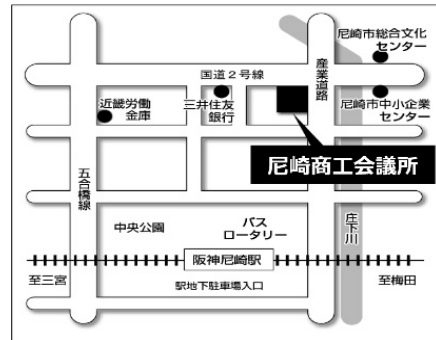 尼崎市総合文化
センター
国道2号線
産業道路
近畿労働
金庫
三井住友
銀行
尼崎市中小企業
センター
尼崎商工会議所
五合橋線
中央公園
バス
ロータリー
庄下川
阪神尼崎駅
至三宮
至梅田
駅地下駐車場入口